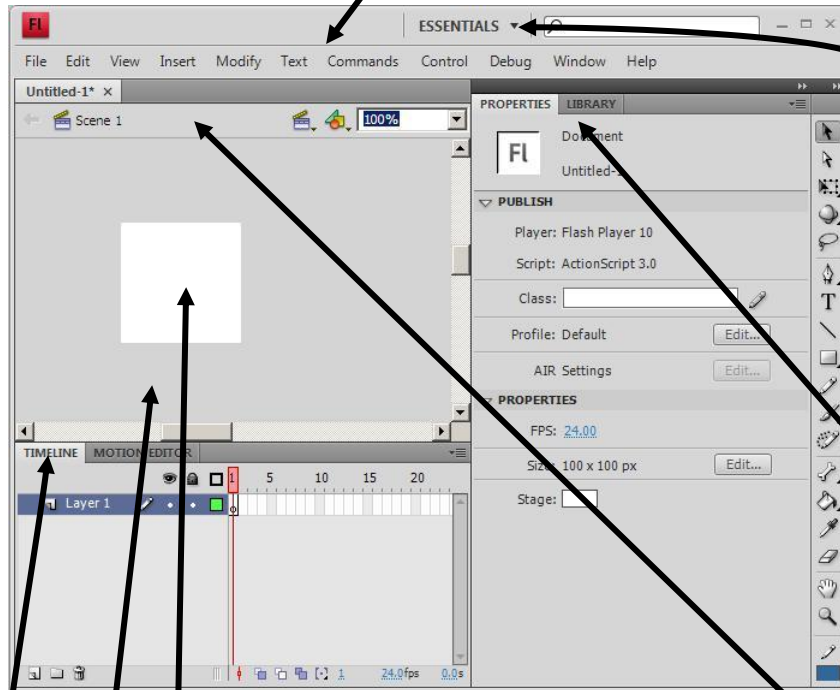 FL ESSENTIALS
File Edit View Insert Modify Text Commands Control Debug Window Help
Untitled-1* ×
Scene 1 100%
PROPERTIES LIBRARY
FL Document
Untitled-
PUBLISH
Player: Flash Player 10
Script: ActionScript 3.0
Class:
Profile: Default Edit...
AIR Settings Edit...
PROPERTIES
FPS: 24.00
Size: 100 x 100 px Edit...
Stage:
TIMELINE MOTION EDITOR
1 5 10 15 20
Layer 1
1 24.0fps 0.0s
T